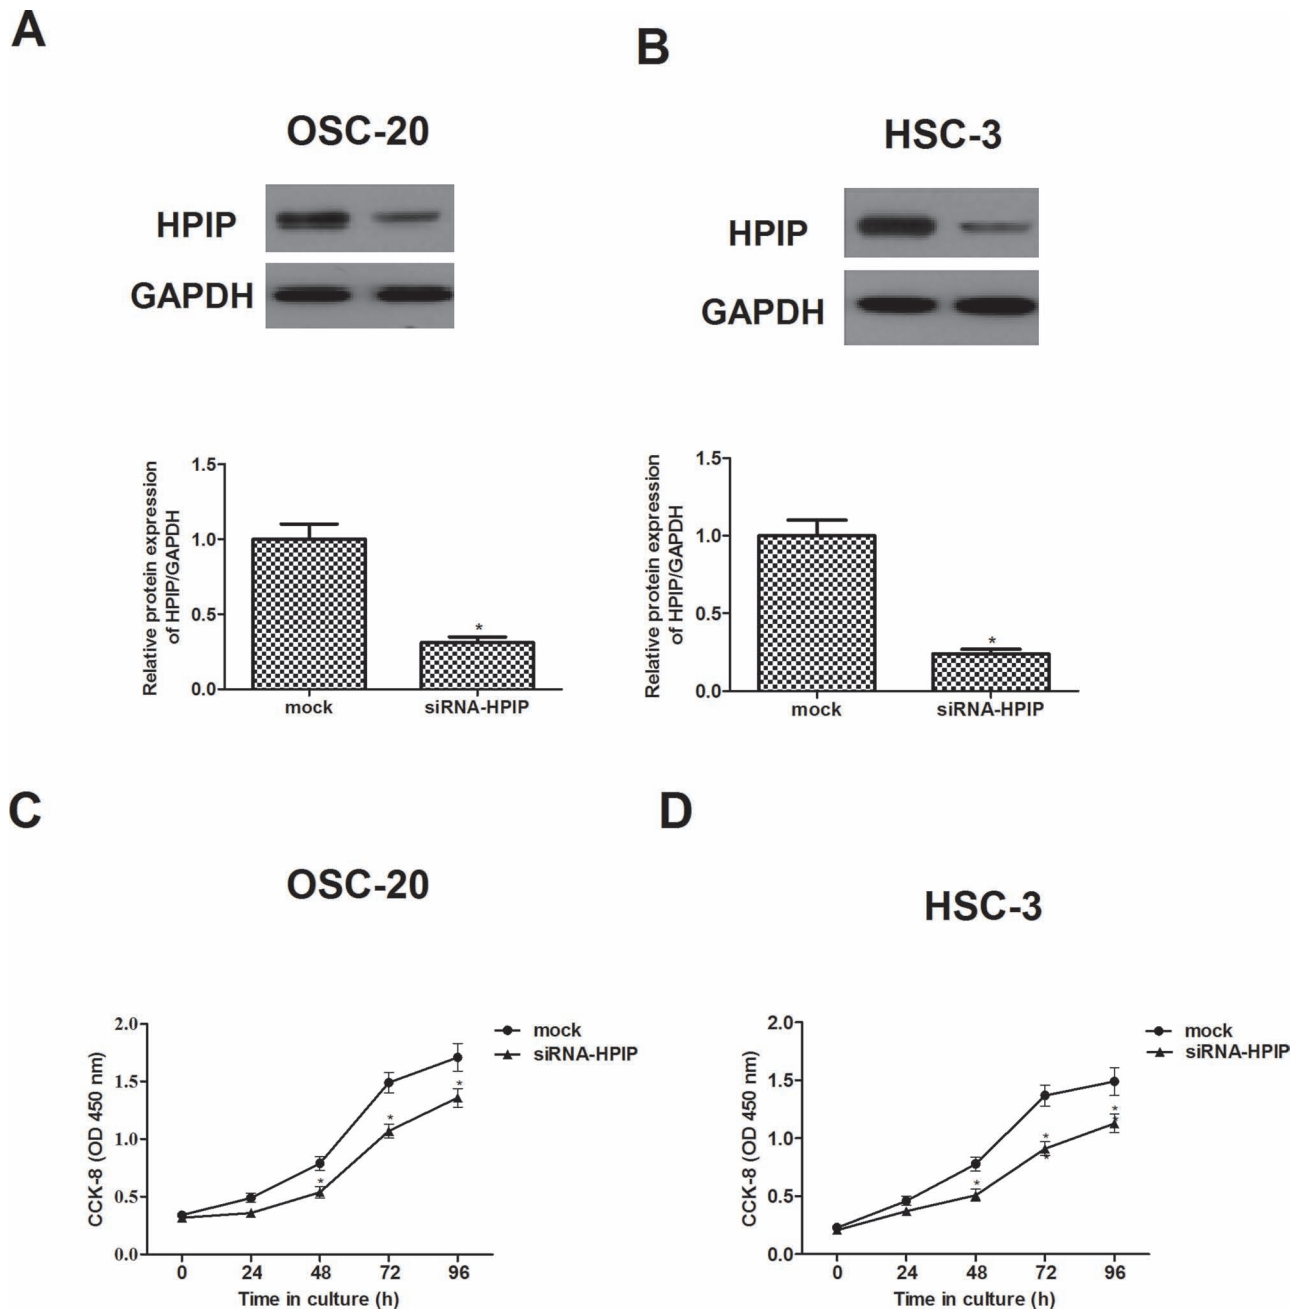 A
B
OSC-20
HSC-3
HPIP
GAPDH
HPIP
GAPDH
Relative protein expression
of HPIP/GAPDH
1.5
1.0
0.5
0.0
*
mock
siRNA-HPIP
Relative protein expression
of HPIP/GAPDH
1.5
1.0
0.5
0.0
*
mock
siRNA-HPIP
C
D
OSC-20
HSC-3
CCK-8 (OD 450 nm)
2.0
1.5
1.0
0.5
0.0
mock
siRNA-HPIP
*
*
*
0 24 48 72 96
Time in culture (h)
CCK-8 (OD 450 nm)
2.0
1.5
1.0
0.5
0.0
mock
siRNA-HPIP
*
*
*
*
*
0 24 48 72 96
Time in culture (h)